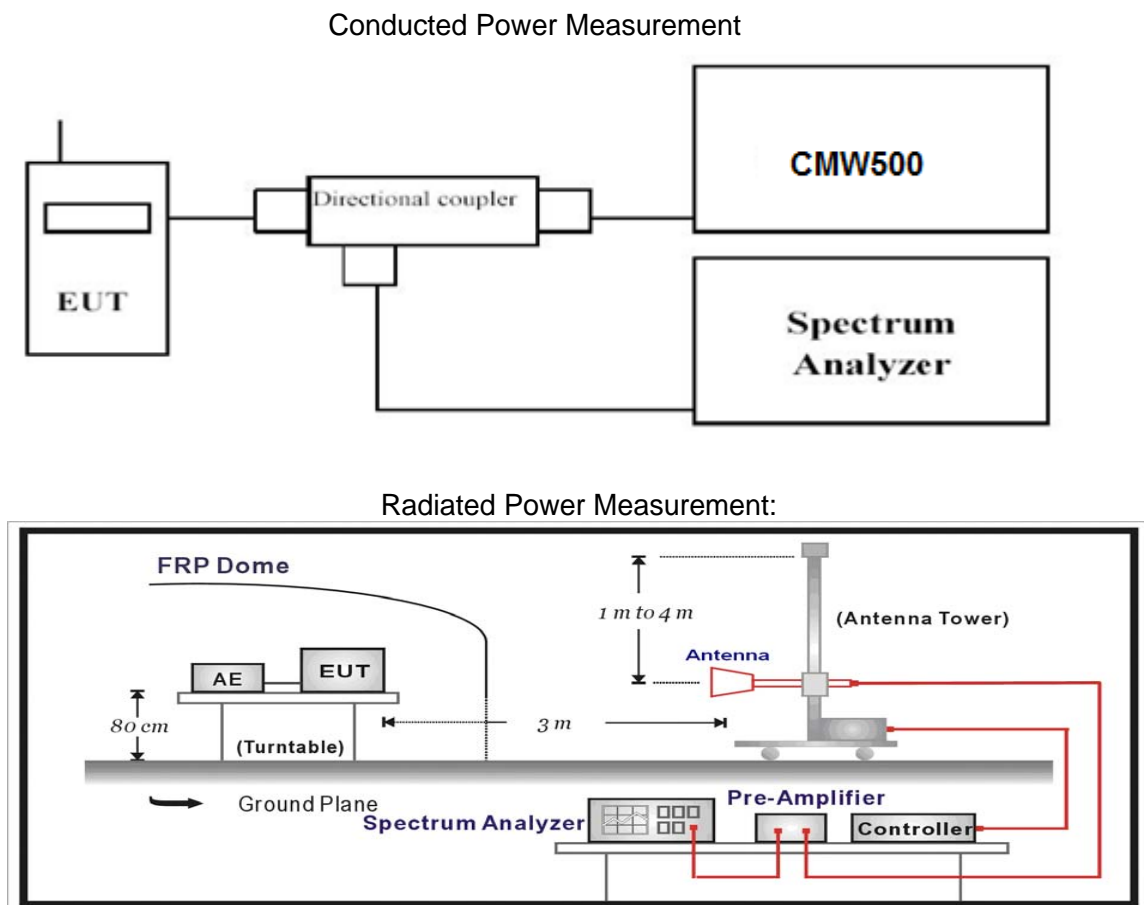 Conducted Power Measurement
CMW500
Directional coupler
EUT
Spectrum
Analyzer
Radiated Power Measurement:
FRP Dome
1 m to 4 m
(Antenna Tower)
Antenna
AE
EUT
80 cm
3 m
(Turntable)
Ground Plane
Pre-Amplifier
Spectrum Analyzer
Controller